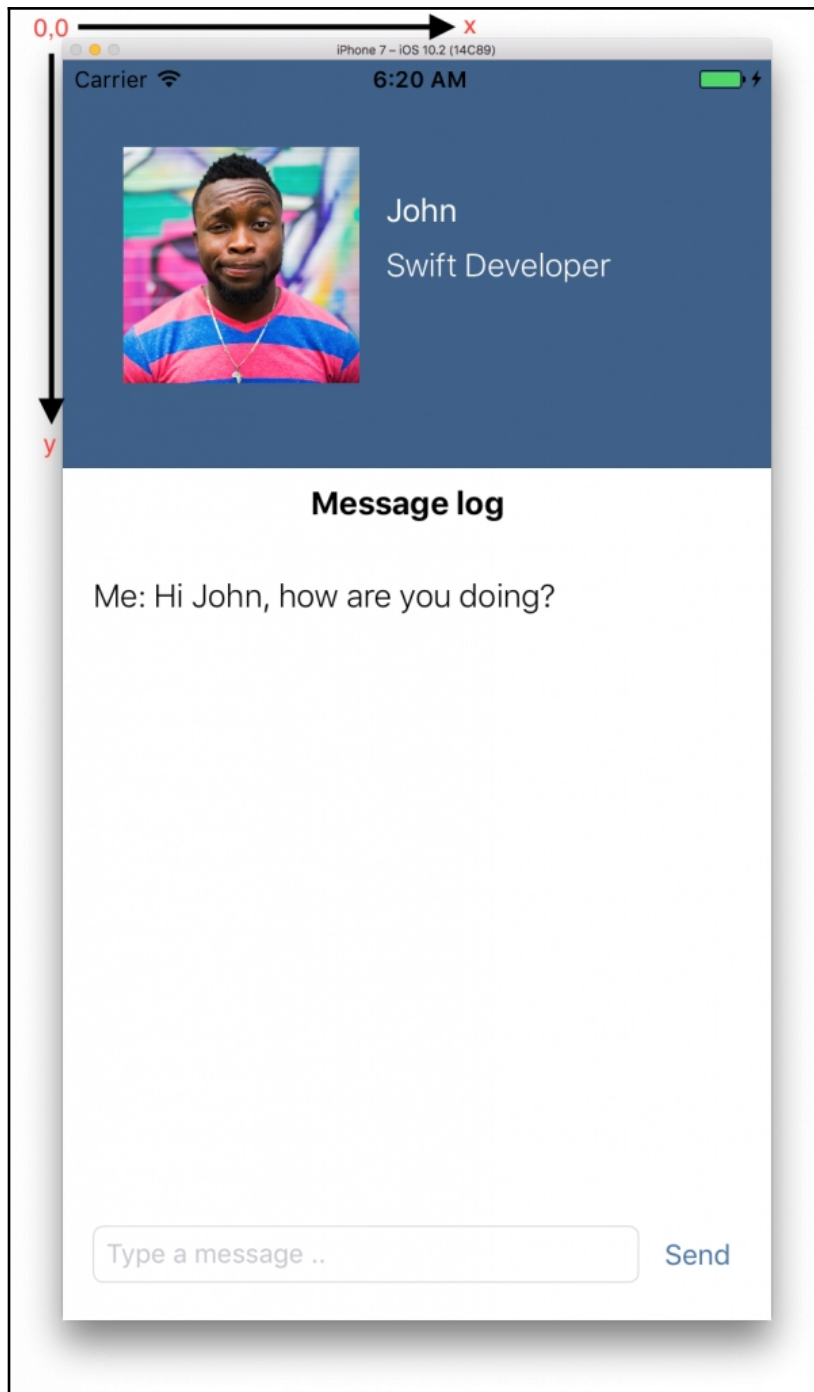 0,0 x
iPhone 7 – iOS 10.2 (14C89)
Carrier 6:20 AM
John
Swift Developer
y
Message log
Me: Hi John, how are you doing?
Type a message ..
Send